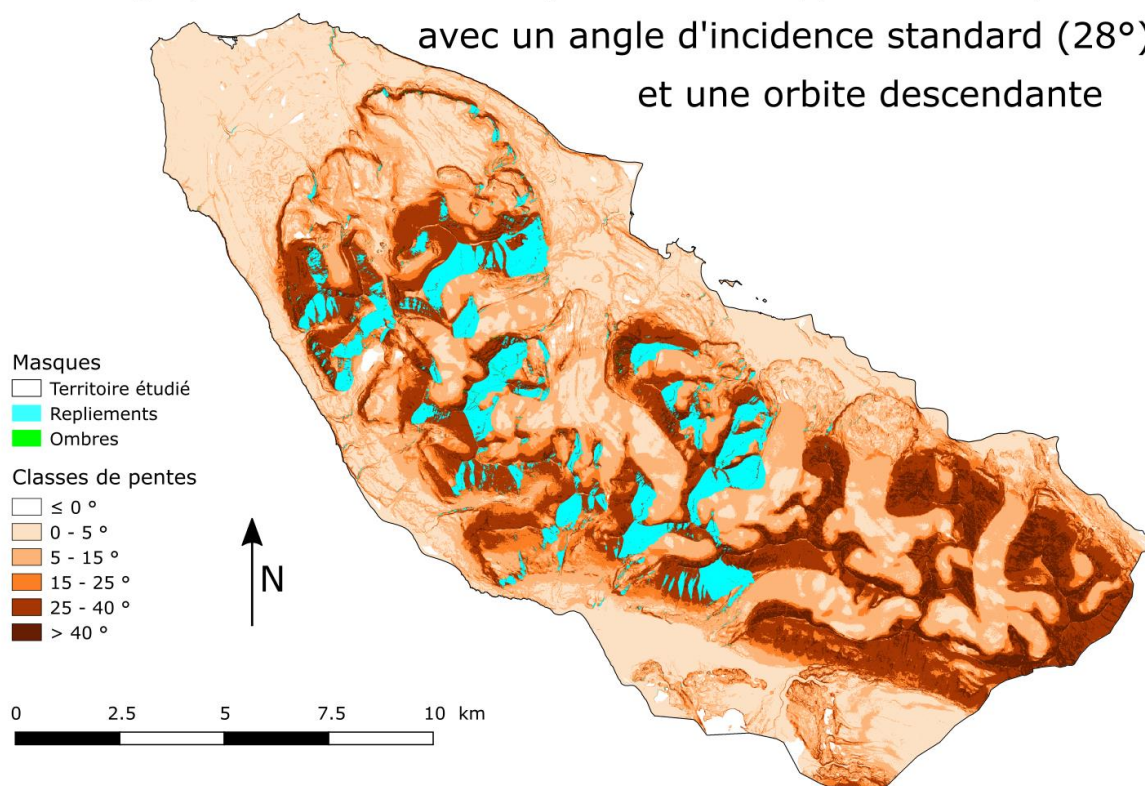 avec un angle d'incidence standard (28°)
et une orbite descendante
Masques
Territoire étudié
Repliements
Ombres
Classes de pentes
≤ 0 °
0 - 5 °
5 - 15 °
15 - 25 °
25 - 40 °
> 40 °
N
0 2.5 5 7.5 10 km